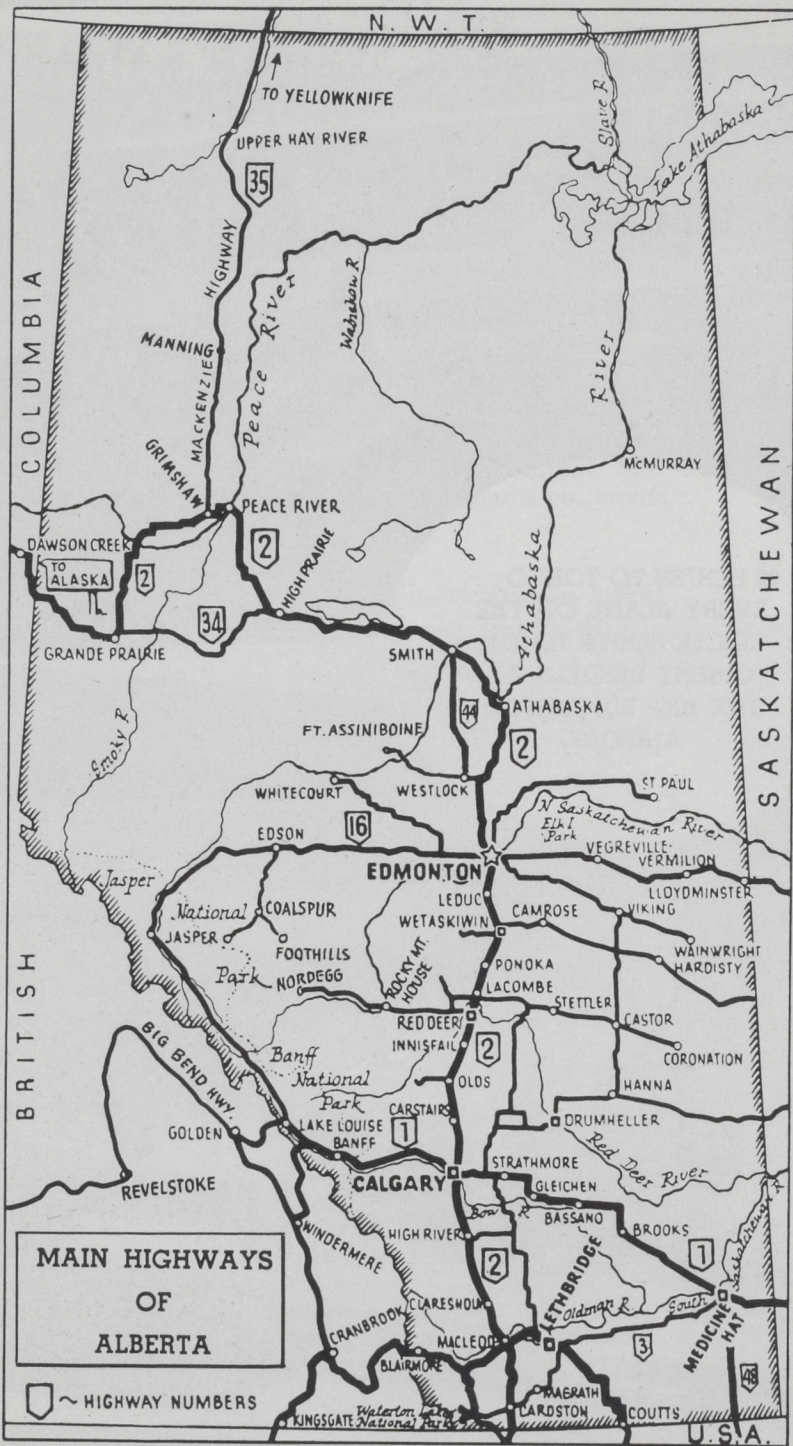 N. W. T.
TO YELLOWKNIFE
UPPER HAY RIVER
35
Slave R
Lake Athabaska
HIGHWAY
MACKENZIE
Peace River
River
COLUMBIA
MANNING
GRIMSHAW
McMURRAY
PEACE RIVER
SASKATCHEWAN
DAWSON CREEK
TO
ALASKA
2
2
HIGH PRAIRIE
Athabaska
34
GRANDE PRAIRIE
SMITH
44
ATHABASKA
2
FT. ASSINIBOINE
Smoky R
WHITECOURT
WESTLOCK
ST PAUL
N Saskatchewan River
Elk I
Park
16
EDSON
EDMONTON
VEGREVILLE
VERMILION
LLOYDMINSTER
LEDUC
Jasper
National
Park
COALSPUR
WETASKIWIN
CAMROSE
VIKING
JASPER
FOOTHILLS
WAINWRIGHT
HARDISTY
NORDEGG
ROCKY MT.
HOUSE
PONOKA
LACOMBE
STETTLER
RED DEER
CASTOR
INNISFAIL
2
CORONATION
BRITISH
BIG BEND HWY.
Banff
National
Park
OLDS
HANNA
CARSTAIRS
DRUMHELLER
GOLDEN
LAKE LOUISE
BANFF
1
Red Deer River
REVELSTOKE
CALGARY
STRATHMORE
GLEICHEN
Bow R
BASSANO
BROOKS
WINDERMERE
HIGH RIVER
1
South
Saskatchewan R
2
LETHBRIDGE
CLARESHOLM
Oldman R.
MEDICINE
HAT
CRANBROOK
MACLEOD
3
BLAIRMORE
48
MAGRATH
CARDSTON
Waterton Lake
National Park
KINGSGATE
COUTTS
U.S.A.
MAIN HIGHWAYS
OF
ALBERTA
~ HIGHWAY NUMBERS